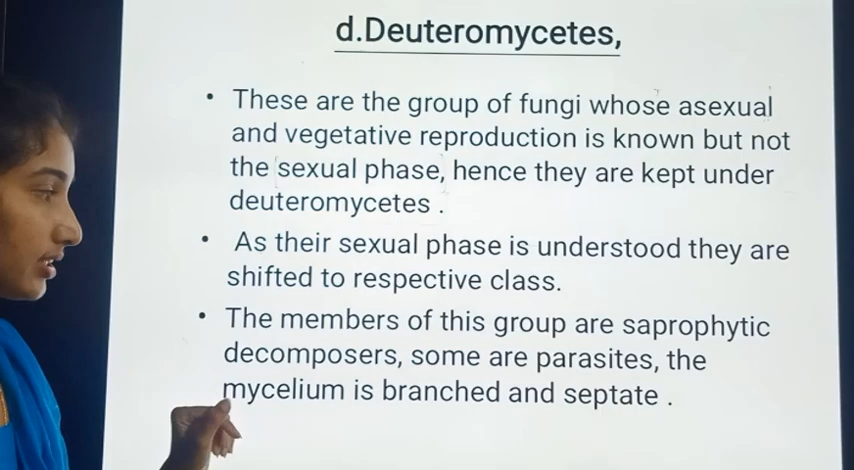 d.Deuteromycetes,
• These are the group of fungi whose asexual
and vegetative reproduction is known but not
the sexual phase, hence they are kept under
deuteromycetes .
• As their sexual phase is understood they are
shifted to respective class.
• The members of this group are saprophytic
decomposers, some are parasites, the
mycelium is branched and septate .